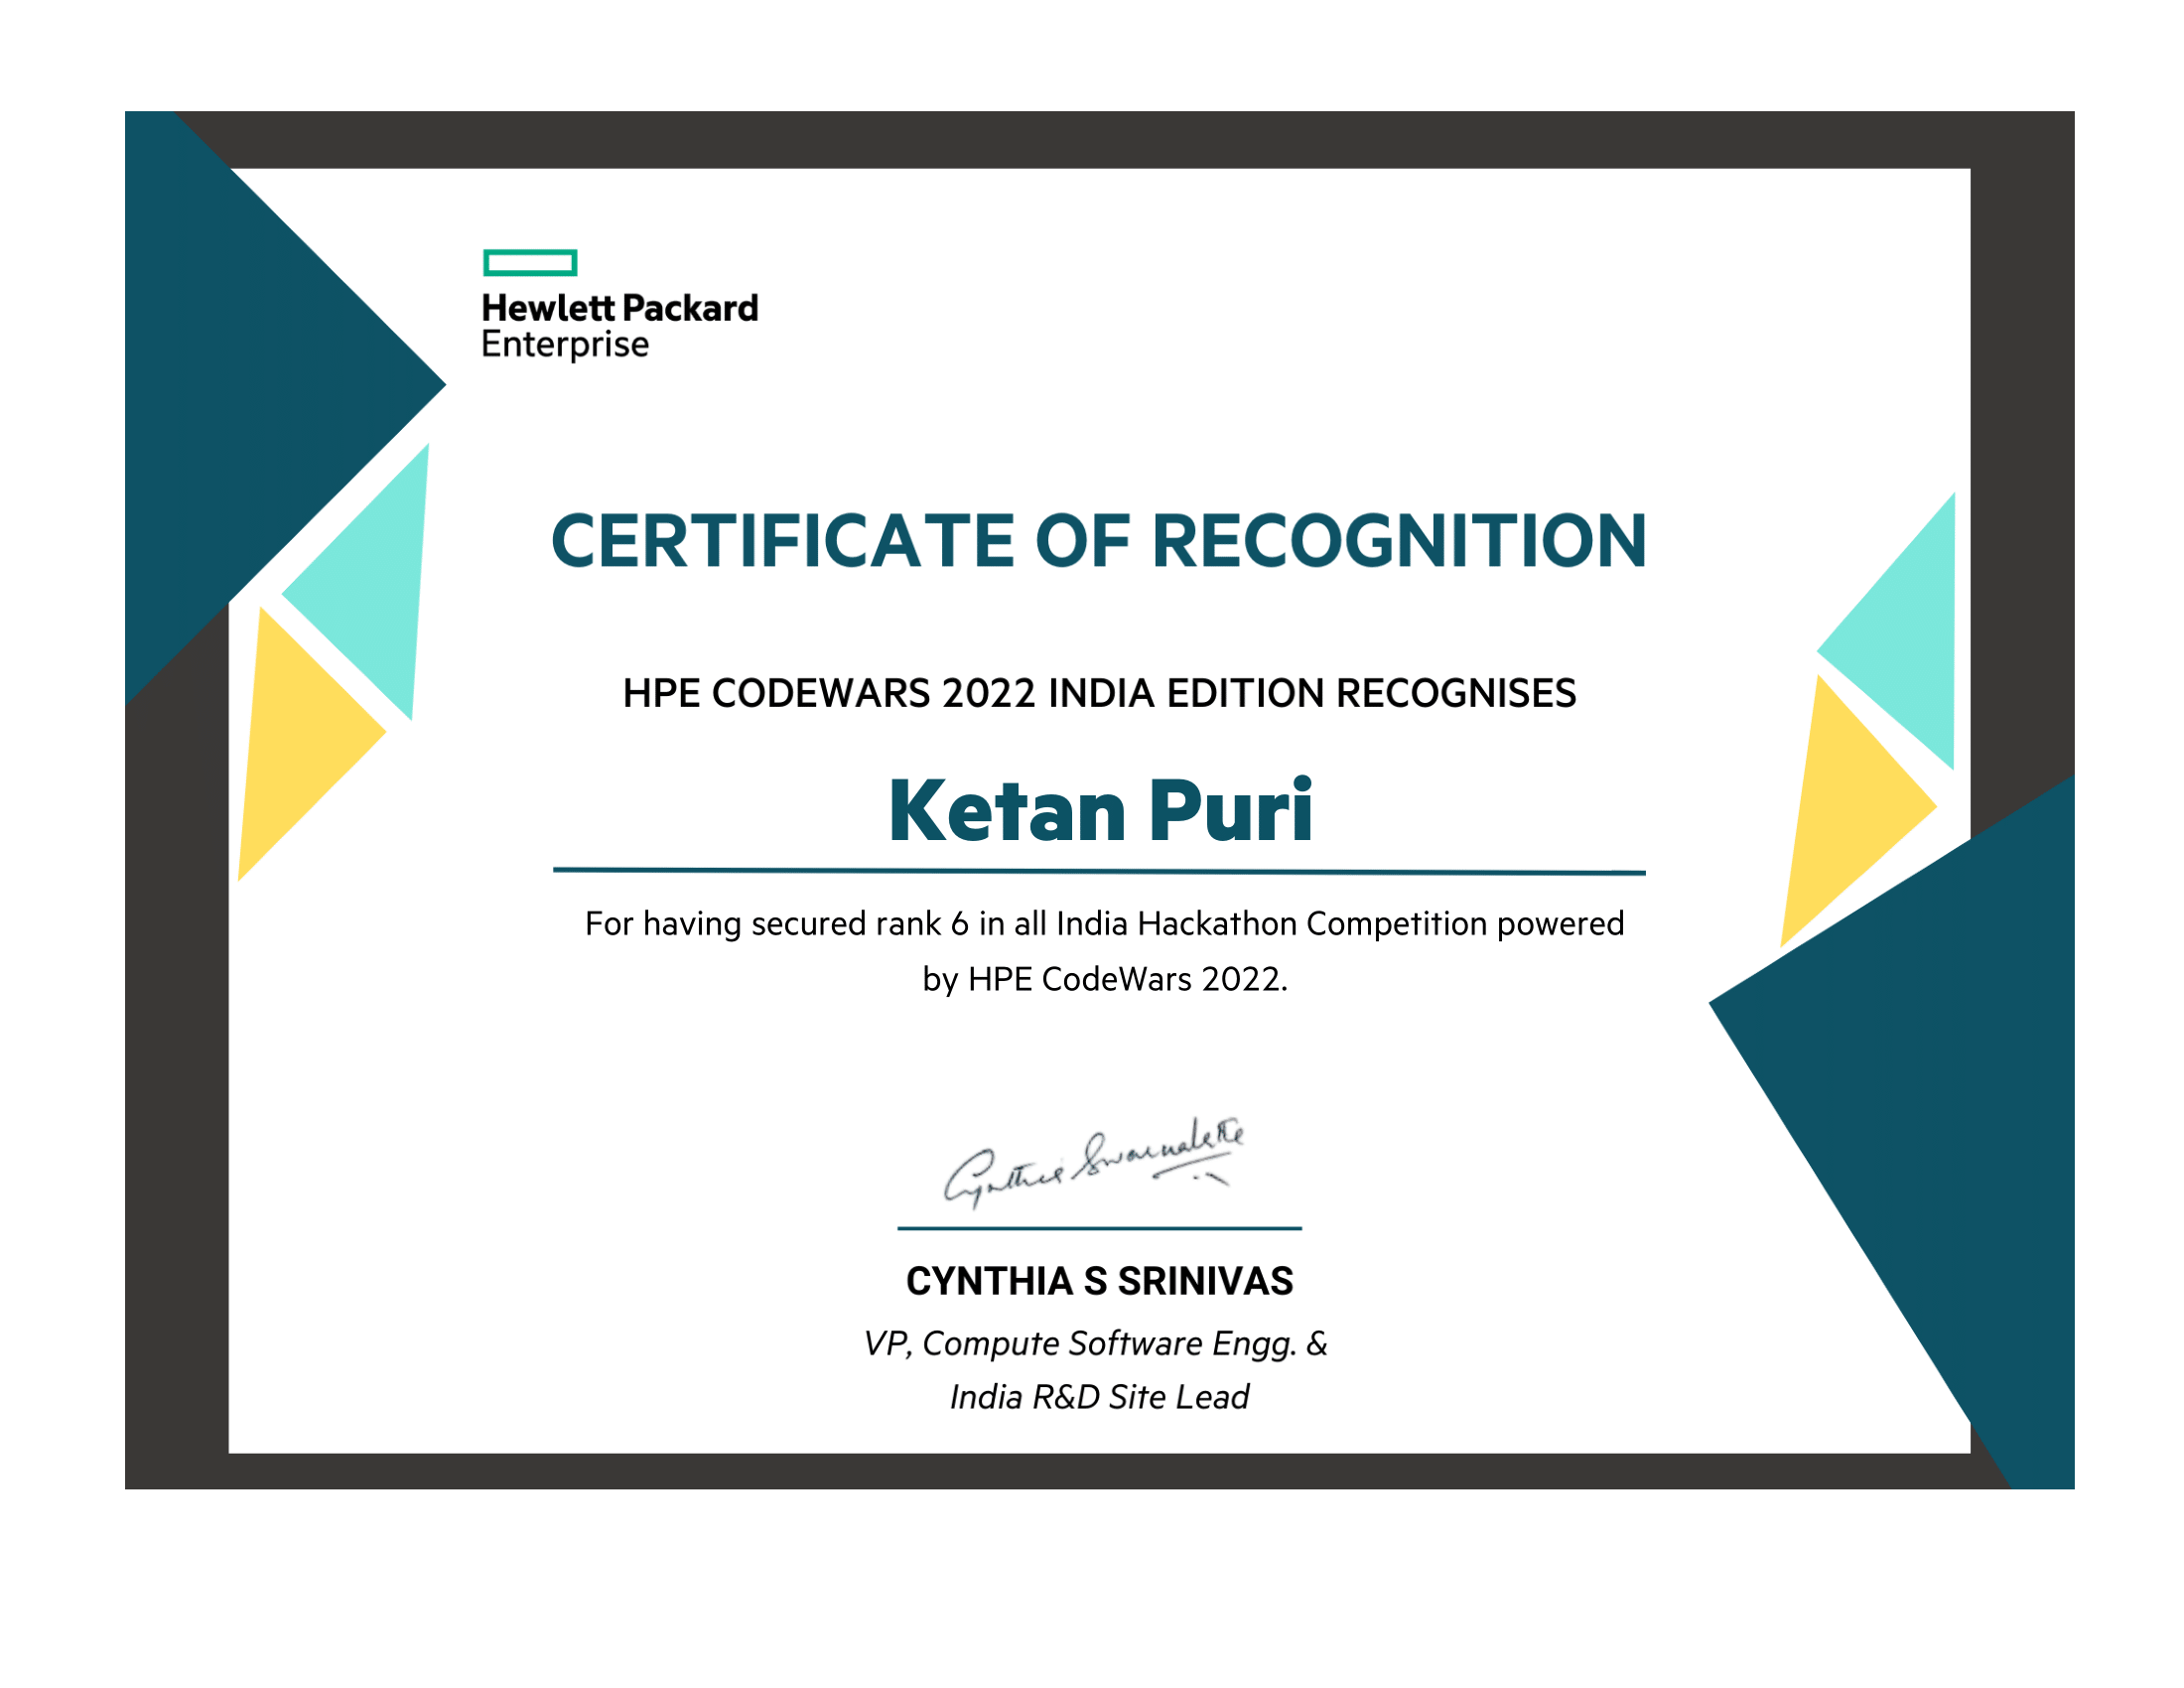 Hewlett Packard
Enterprise
CERTIFICATE OF RECOGNITION
HPE CODEWARS 2022 INDIA EDITION RECOGNISES
Ketan Puri
For having secured rank 6 in all India Hackathon Competition powered
by HPE CodeWars 2022.
Cynthia Swarnalatha
CYNTHIA S SRINIVAS
VP, Compute Software Engg. &
India R&D Site Lead